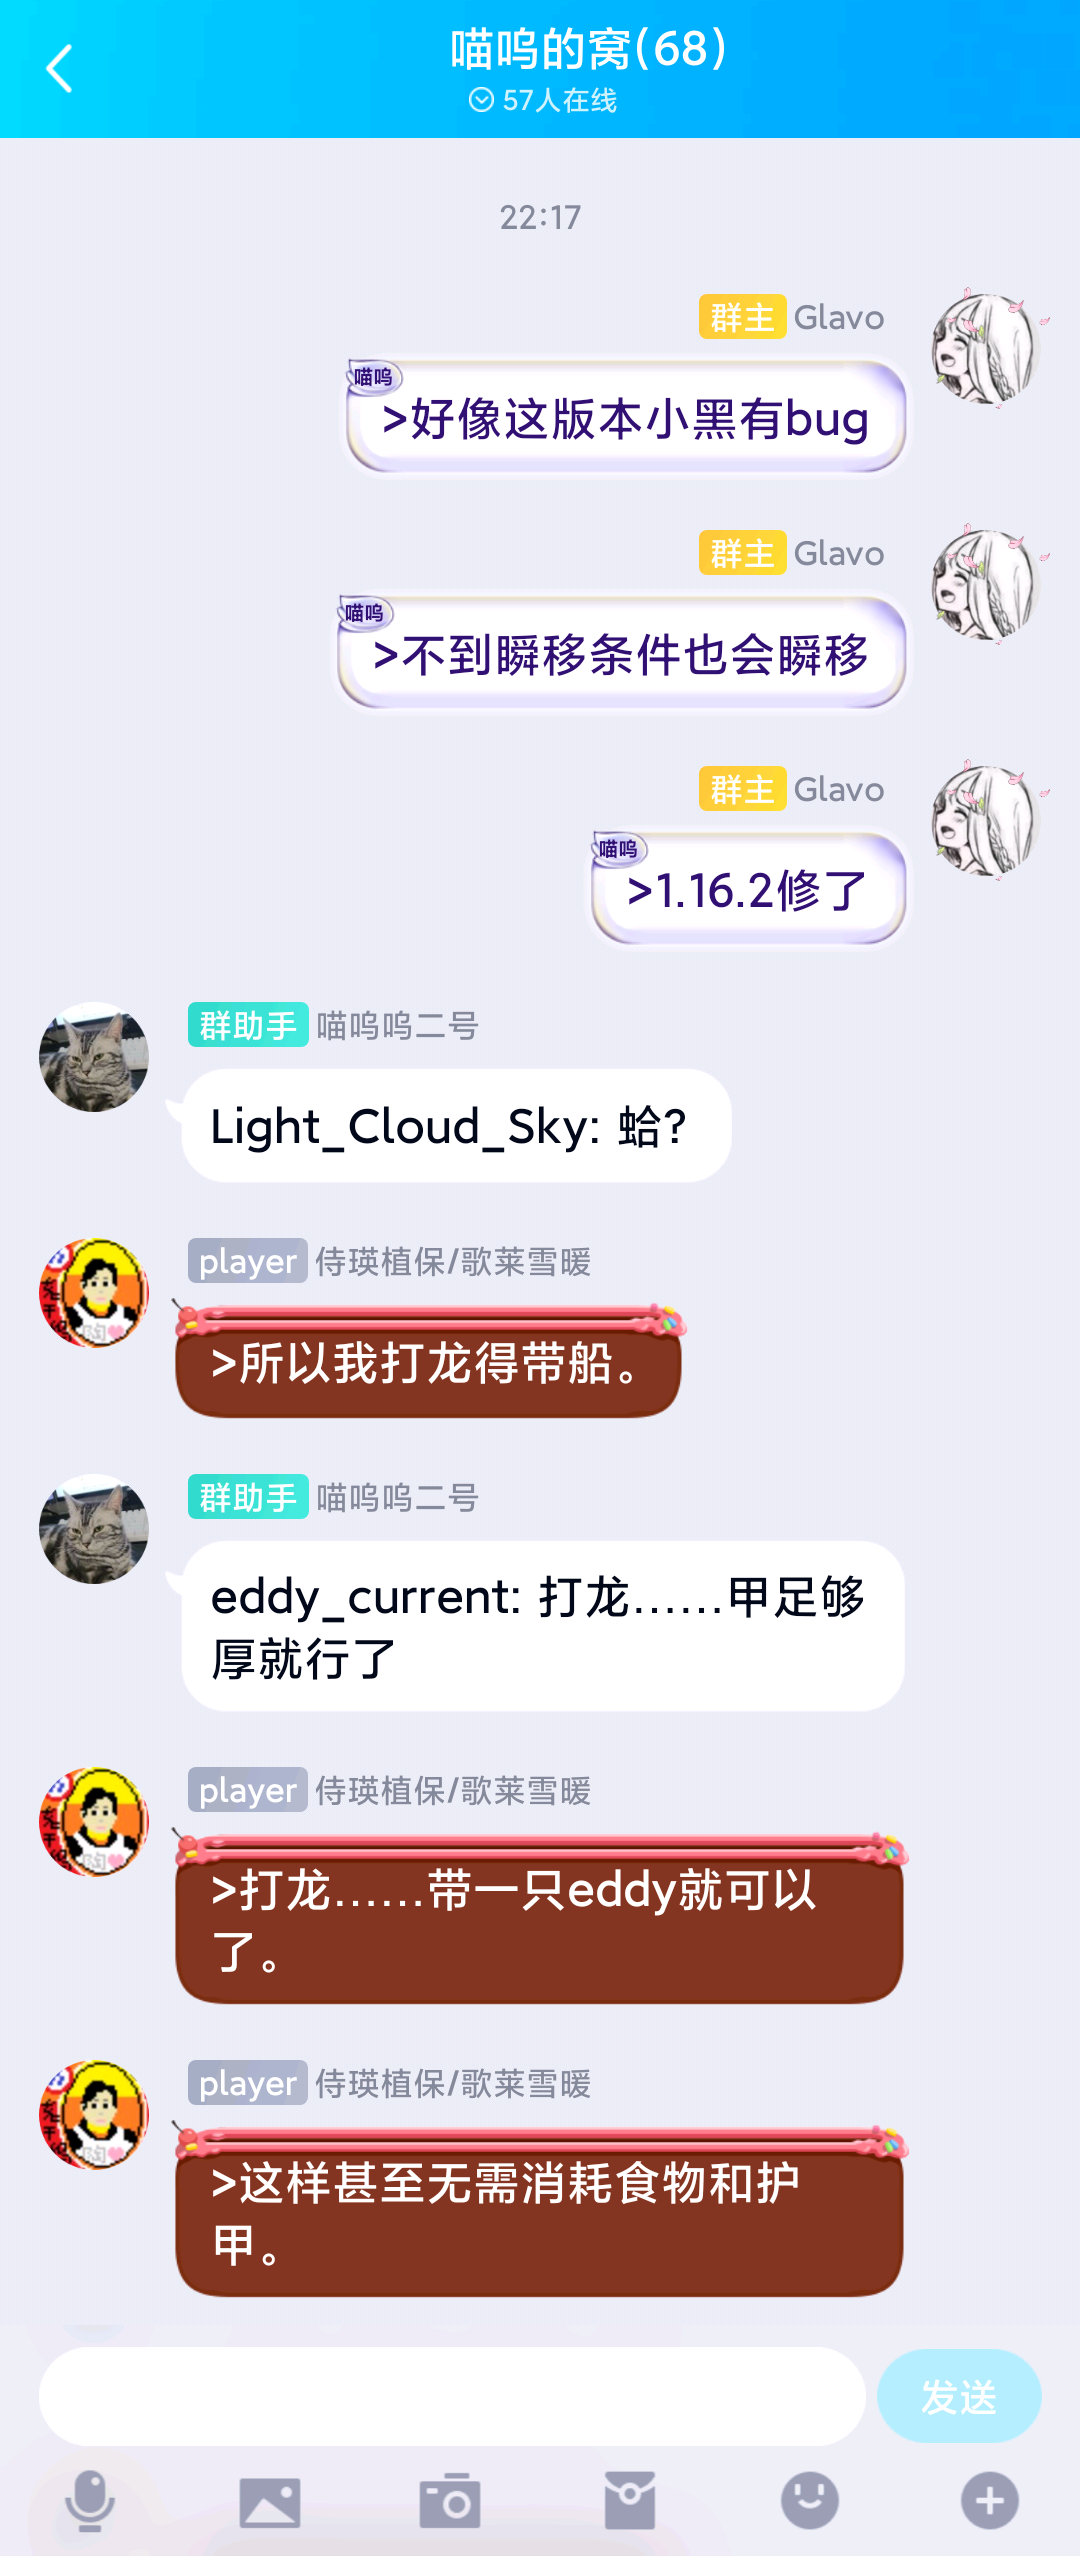 喵呜的窝(68)
57人在线
22:17
群主 Glavo
喵呜
>好像这版本小黑有bug
群主 Glavo
喵呜
>不到瞬移条件也会瞬移
群主 Glavo
喵呜
>1.16.2修了
群助手 喵呜呜二号
Light_Cloud_Sky: 蛤?
player 侍瑛植保/歌莱雪暖
>所以我打龙得带船。
群助手 喵呜呜二号
eddy_current: 打龙……甲足够
厚就行了
player 侍瑛植保/歌莱雪暖
>打龙……带一只eddy就可以
了。
player 侍瑛植保/歌莱雪暖
>这样甚至无需消耗食物和护
甲。
发送